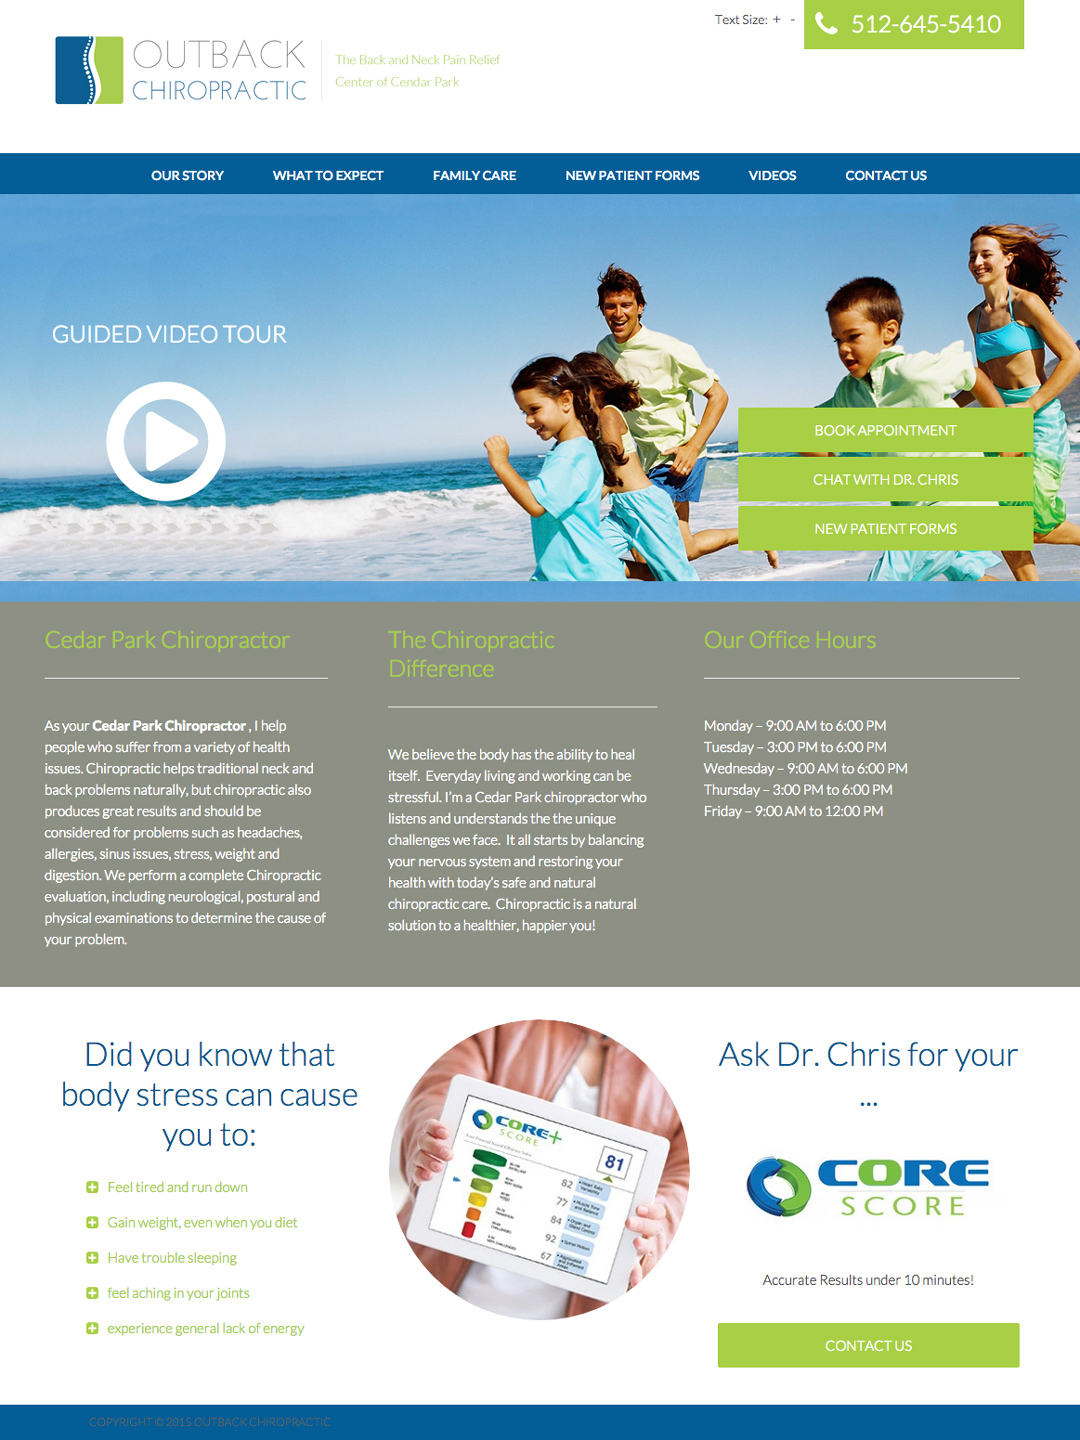 Text Size: + -
512-645-5410
OUTBACK
CHIROPRACTIC
The Back and Neck Pain Relief
Center of Cendar Park
OUR STORY
WHAT TO EXPECT
FAMILY CARE
NEW PATIENT FORMS
VIDEOS
CONTACT US
GUIDED VIDEO TOUR
BOOK APPOINTMENT
CHAT WITH DR. CHRIS
NEW PATIENT FORMS
Cedar Park Chiropractor
As your Cedar Park Chiropractor , I help
people who suffer from a variety of health
issues. Chiropractic helps traditional neck and
back problems naturally, but chiropractic also
produces great results and should be
considered for problems such as headaches,
allergies, sinus issues, stress, weight and
digestion. We perform a complete Chiropractic
evaluation, including neurological, postural and
physical examinations to determine the cause of
your problem.
The Chiropractic
Difference
We believe the body has the ability to heal
itself.  Everyday living and working can be
stressful. I'm a Cedar Park chiropractor who
listens and understands the the unique
challenges we face.  It all starts by balancing
your nervous system and restoring your
health with today's safe and natural
chiropractic care.  Chiropractic is a natural
solution to a healthier, happier you!
Our Office Hours
Monday – 9:00 AM to 6:00 PM
Tuesday – 3:00 PM to 6:00 PM
Wednesday – 9:00 AM to 6:00 PM
Thursday – 3:00 PM to 6:00 PM
Friday – 9:00 AM to 12:00 PM
Did you know that
body stress can cause
you to:
Feel tired and run down
Gain weight, even when you diet
Have trouble sleeping
feel aching in your joints
experience general lack of energy
CORE+
SCORE
81
82
77
84
92
67
Ask Dr. Chris for your
...
CORE
SCORE
Accurate Results under 10 minutes!
CONTACT US
COPYRIGHT © 2015 OUTBACK CHIROPRACTIC